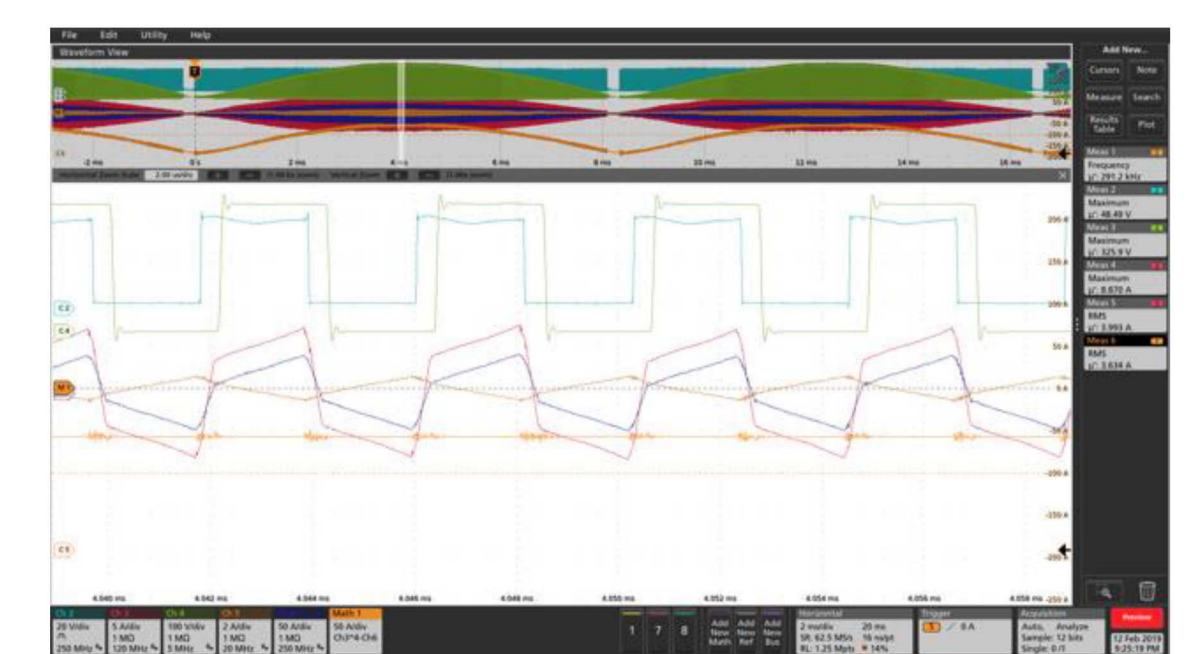 File Edit Utility Help
Waveform View
Add New...
Cursors Note
Measure Search
Results Table Plot
-2 ms 0 s 2 ms 4 ms 6 ms 10 ms 12 ms 14 ms 16 ms
Horizontal Zoom Scale 2.00 us/div
Vertical Zoom
Meas 1
Frequency
µ': 291.2 kHz
Meas 2
Maximum
µ': 48.49 V
Meas 3
Maximum
µ': 325.9 V
Meas 4
Maximum
µ': 8.870 A
Meas 5
RMS
µ': 3.993 A
Meas 6
RMS
µ': 3.634 A
200 A
150 A
100 A
50 A
-50 A
-100 A
-150 A
-200 A
-250 A
C2
C4
M1
C5
4.040 ms 4.042 ms 4.044 ms 4.048 ms 4.050 ms 4.052 ms 4.054 ms 4.056 ms 4.058 ms
Ch 2
20 V/div
250 MHz
Ch 3
5 A/div
1 MΩ
120 MHz
Ch 4
100 V/div
1 MΩ
5 MHz
Ch 5
2 A/div
1 MΩ
20 MHz
50 A/div
1 MΩ
250 MHz
Math 1
50 A/div
Ch3*4-Ch6
1 7 8
Add New Math
Add New Ref
Add New Bus
Horizontal
2 ms/div 20 ms
SR: 62.5 MS/s 16 ns/pt
RL: 1.25 Mpts 14%
Trigger
0 A
Acquisition
Auto, Analyze
Sample: 12 bits
Single: 0/1
Preview
12 Feb 2019
9:25:19 PM